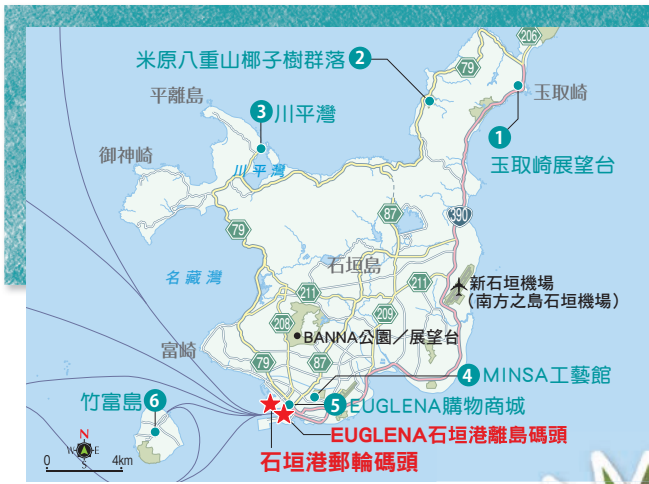 206
米原八重山椰子樹群落 2
79
平離島
玉取崎
3 川平灣
1
玉取崎展望台
御神崎
川平灣
87
390
79
名蔵灣
石垣島
211
211
新石垣機場
(南方之島石垣機場)
208
209
BANNA公園/展望台
富崎
79
87
4 MINSA工藝館
竹富島 6
5 EUGLENA購物商城
EUGLENA石垣港離島碼頭
石垣港郵輪碼頭
N
W E
S
0 4km